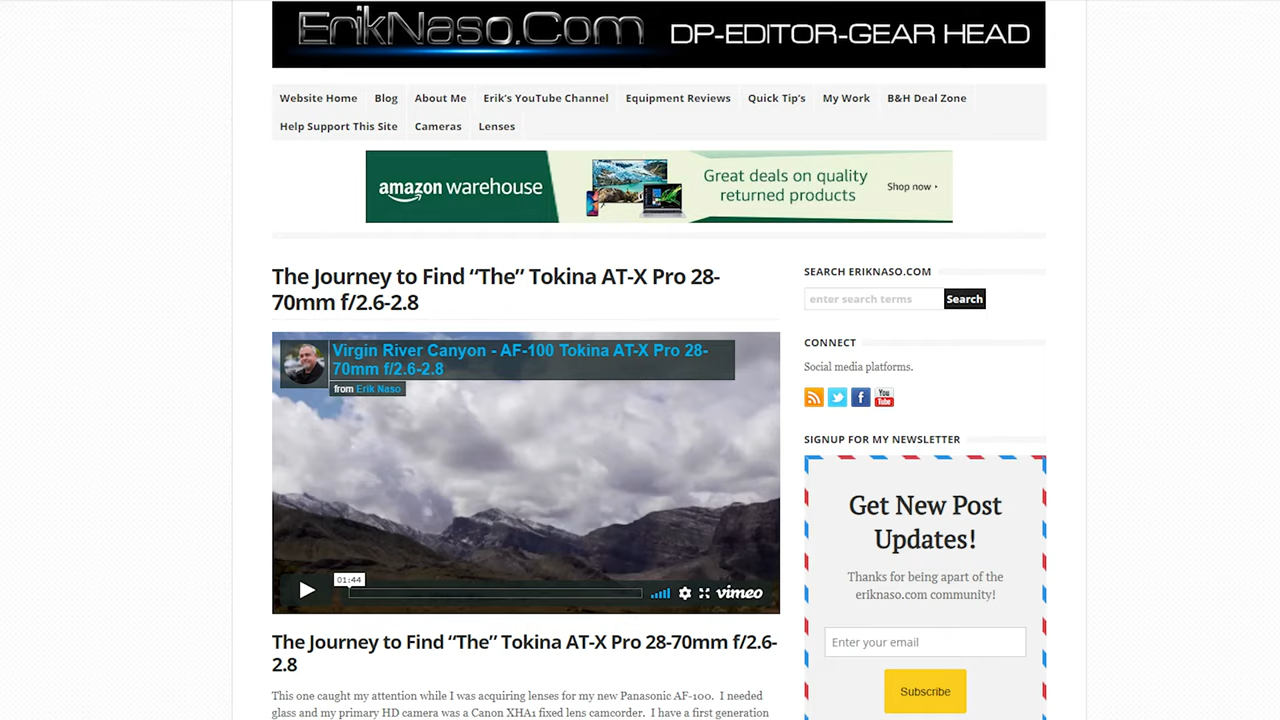 ErikNaso.Com DP-EDITOR-GEAR HEAD
Website Home Blog About Me Erik's YouTube Channel Equipment Reviews Quick Tip's My Work B&H Deal Zone
Help Support This Site Cameras Lenses
amazon warehouse
Great deals on quality
returned products
Shop now
The Journey to Find “The” Tokina AT-X Pro 28-
70mm f/2.6-2.8
Virgin River Canyon - AF-100 Tokina AT-X Pro 28-
70mm f/2.6-2.8
from Erik Naso
01:44
vimeo
The Journey to Find “The” Tokina AT-X Pro 28-70mm f/2.6-
2.8
This one caught my attention while I was acquiring lenses for my new Panasonic AF-100. I needed
glass and my primary HD camera was a Canon XHA1 fixed lens camcorder. I have a first generation
SEARCH ERIKNASO.COM
enter search terms Search
CONNECT
Social media platforms.
You
Tube
SIGNUP FOR MY NEWSLETTER
Get New Post
Updates!
Thanks for being apart of the
eriknaso.com community!
Enter your email
Subscribe